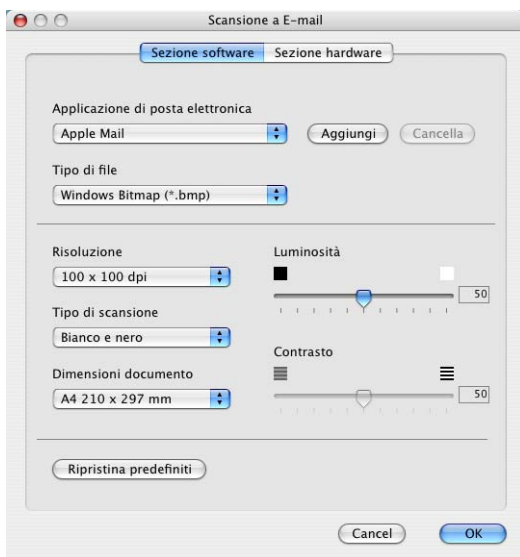 Scansione a E-mail
Sezione software Sezione hardware
Applicazione di posta elettronica
Apple Mail Aggiungi Cancella
Tipo di file
Windows Bitmap (*.bmp)
Risoluzione Luminosità
100 x 100 dpi
50
Tipo di scansione
Bianco e nero
Contrasto
Dimensioni documento
A4 210 x 297 mm 50
Ripristina predefiniti
Cancel OK